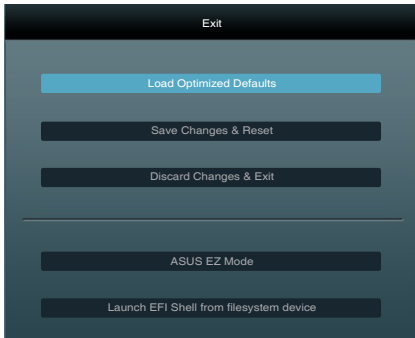 Exit
Load Optimized Defaults
Save Changes & Reset
Discard Changes & Exit
ASUS EZ Mode
Launch EFI Shell from filesystem device